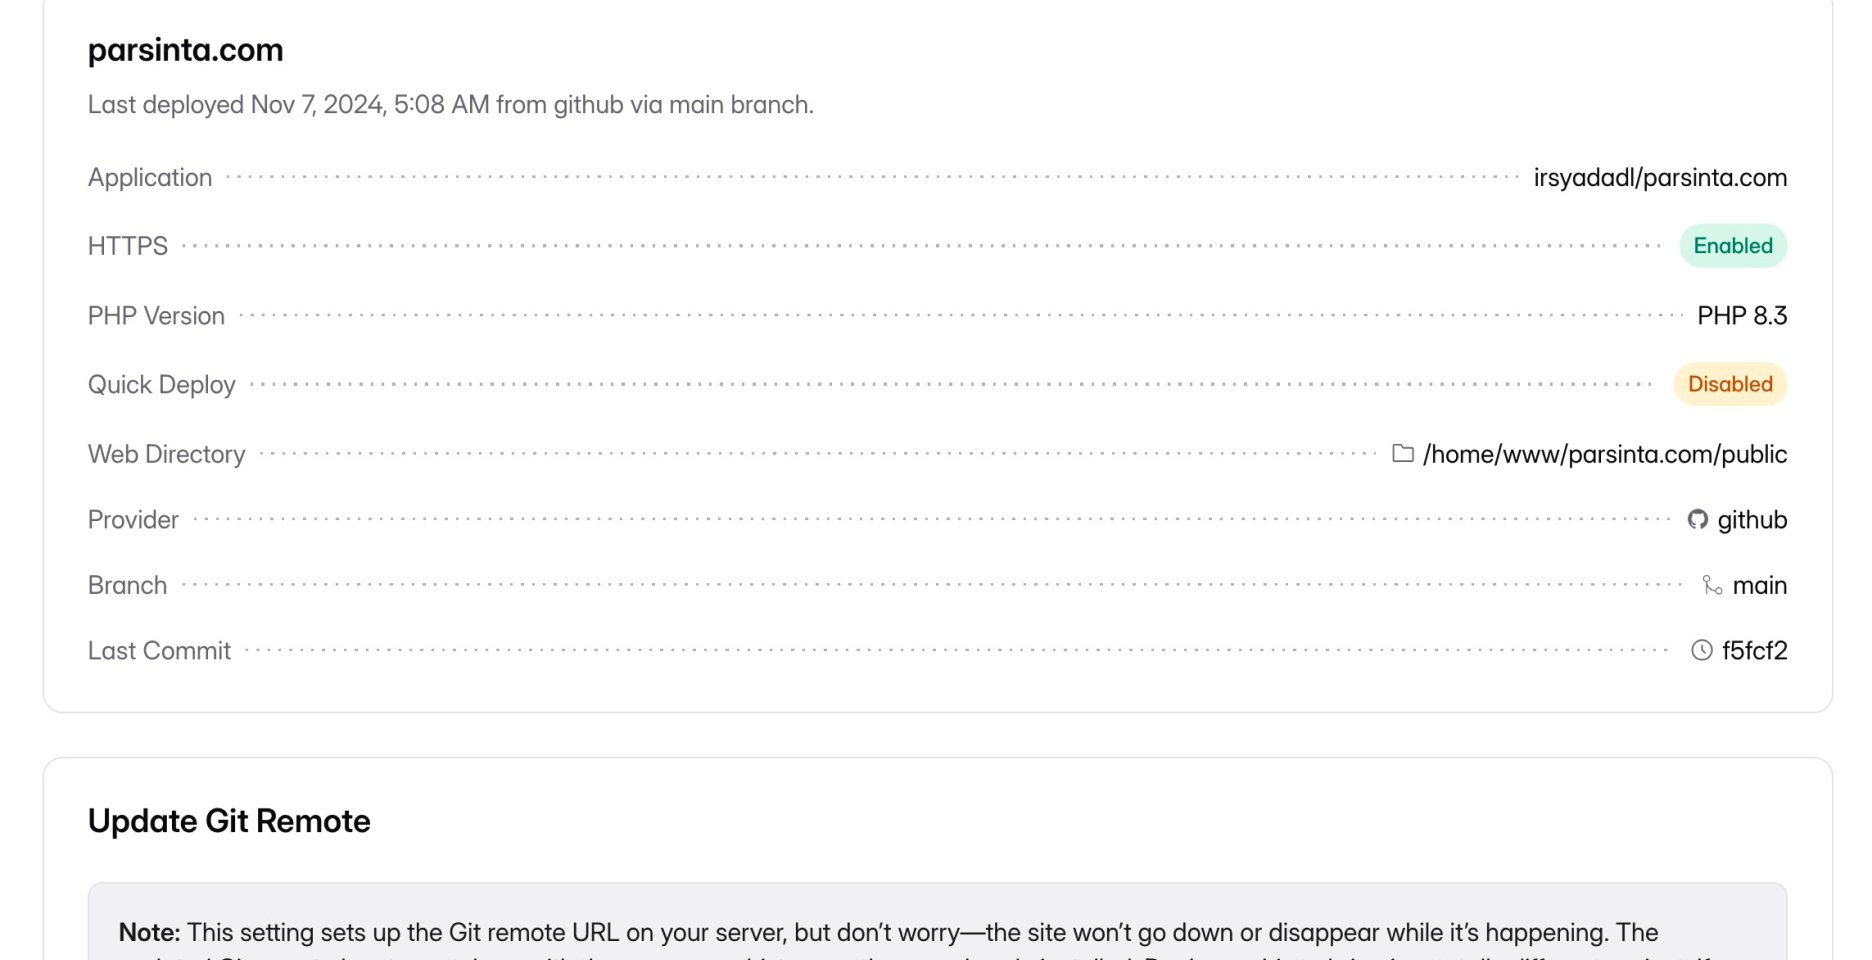 parsinta.com
Last deployed Nov 7, 2024, 5:08 AM from github via main branch.
Application irsyadadl/parsinta.com
HTTPS Enabled
PHP Version PHP 8.3
Quick Deploy Disabled
Web Directory /home/www/parsinta.com/public
Provider github
Branch main
Last Commit f5fcf2
Update Git Remote
Note: This setting sets up the Git remote URL on your server, but don’t worry—the site won’t go down or disappear while it’s happening. The